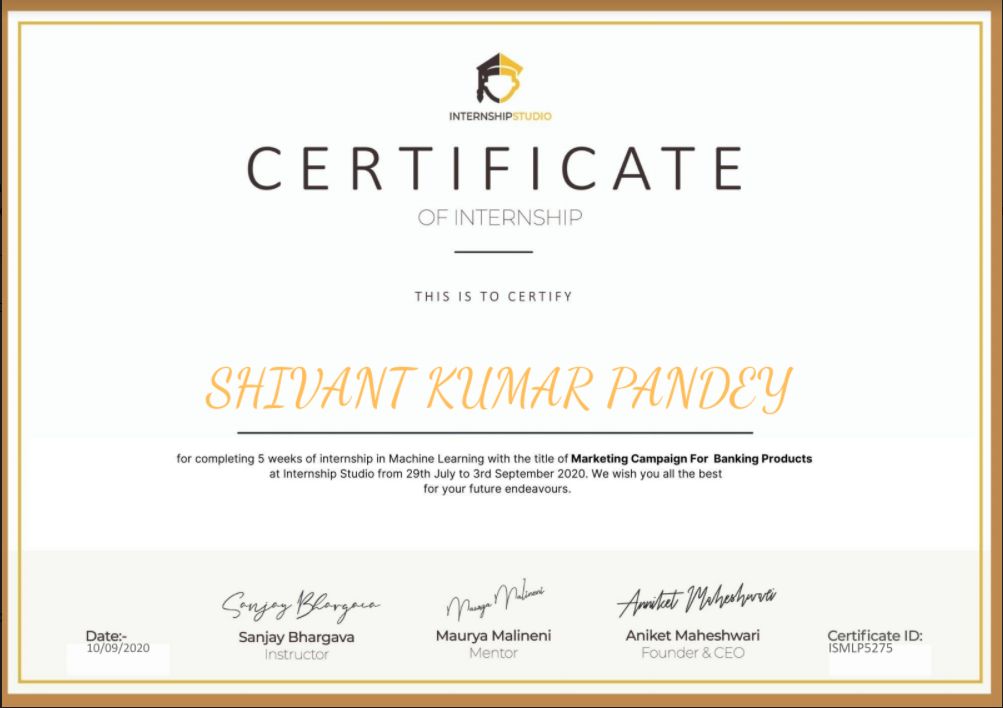 INTERNSHIPSTUDIO
CERTIFICATE
OF INTERNSHIP
THIS IS TO CERTIFY
SHIVANT KUMAR PANDEY
for completing 5 weeks of internship in Machine Learning with the title of Marketing Campaign For Banking Products
at Internship Studio from 29th July to 3rd September 2020. We wish you all the best
for your future endeavours.
Sanjay Bhargava
Maurya Malineni
Anniket Maheshwari
Sanjay Bhargava
Instructor
Maurya Malineni
Mentor
Aniket Maheshwari
Founder & CEO
Date:-
10/09/2020
Certificate ID:
ISMLP5275